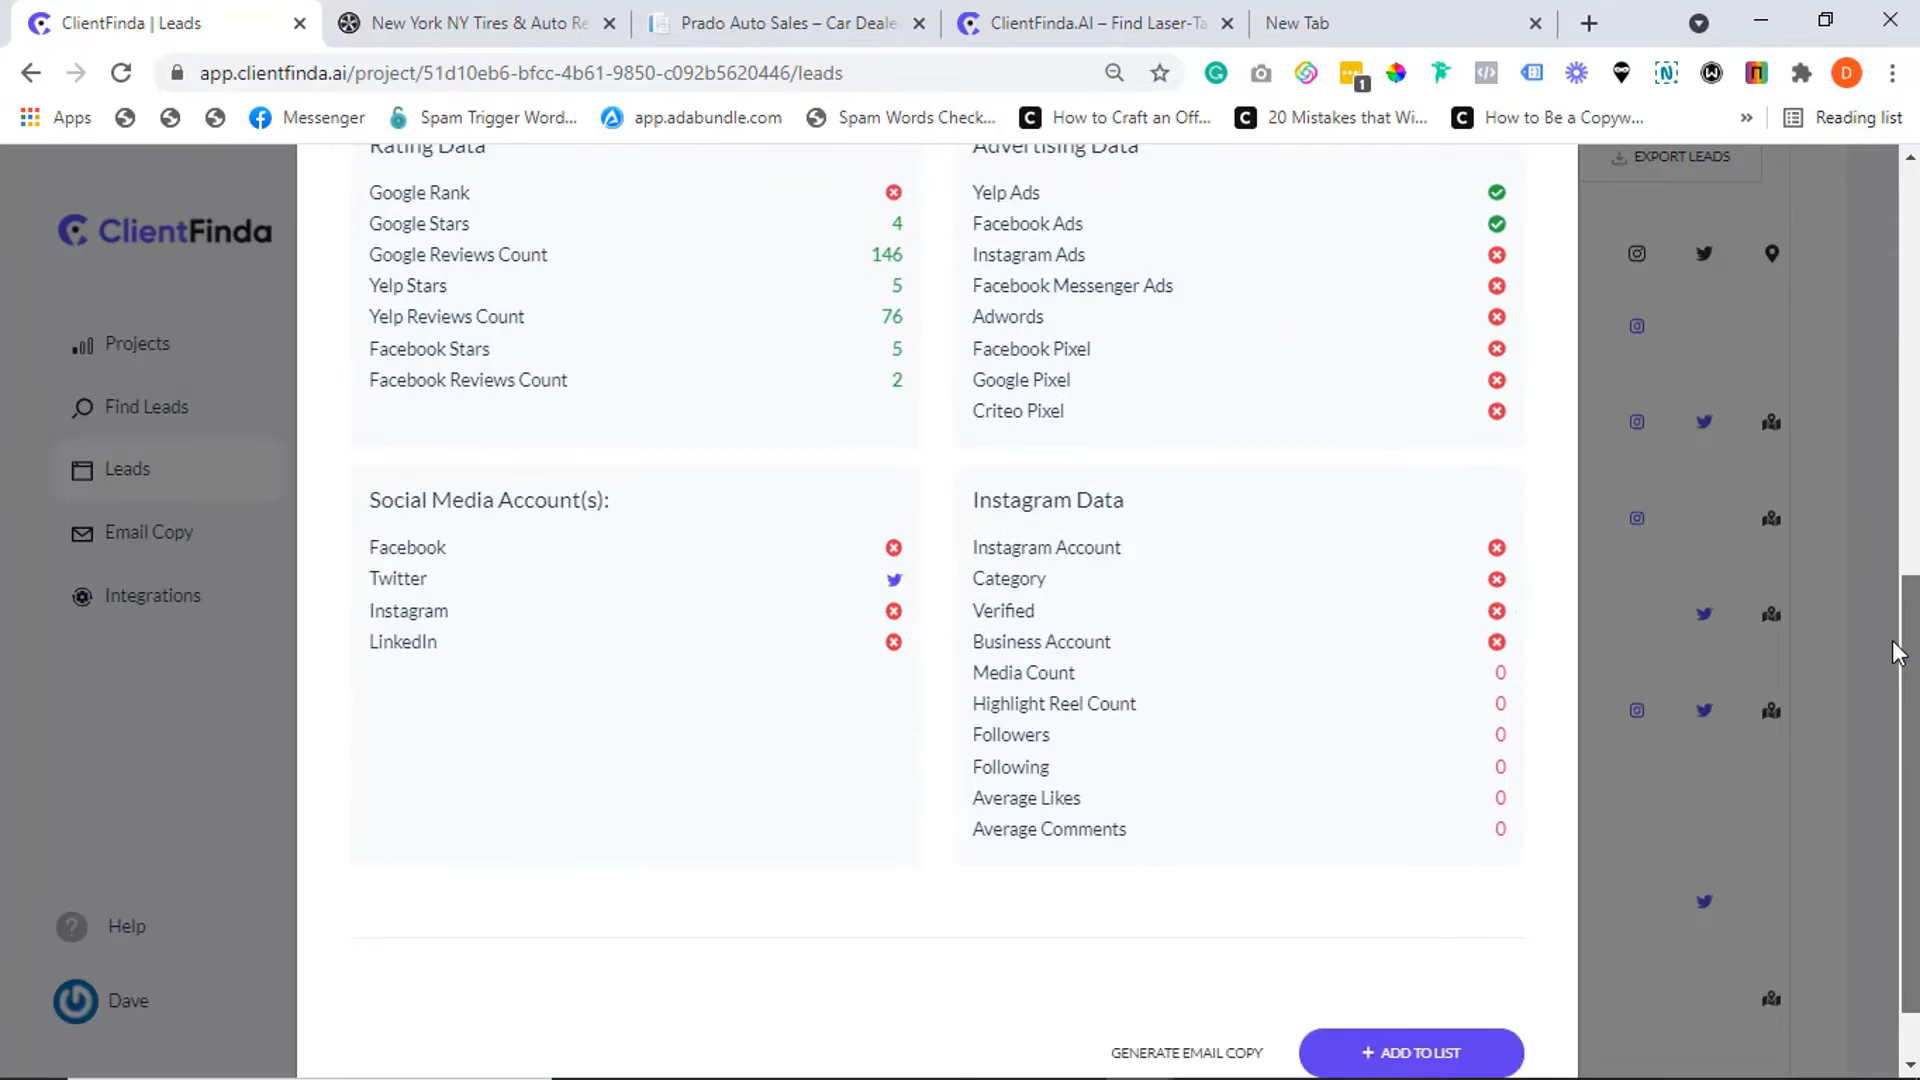 ClientFinda | Leads
New York NY Tires & Auto Re
Prado Auto Sales – Car Deale
ClientFinda.AI – Find Laser-Ta
New Tab
app.clientfinda.ai/project/51d10eb6-bfcc-4b61-9850-c092b5620446/leads
1
D
Apps
Messenger
Spam Trigger Word...
app.adabundle.com
Spam Words Check...
How to Craft an Off...
20 Mistakes that Wi...
How to Be a Copyw...
»
Reading list
ClientFinda
Projects
Find Leads
Leads
Email Copy
Integrations
Help
Dave
Rating Data
Google Rank
Google Stars 4
Google Reviews Count 146
Yelp Stars 5
Yelp Reviews Count 76
Facebook Stars 5
Facebook Reviews Count 2
Advertising Data
Yelp Ads
Facebook Ads
Instagram Ads
Facebook Messenger Ads
Adwords
Facebook Pixel
Google Pixel
Criteo Pixel
Social Media Account(s):
Facebook
Twitter
Instagram
LinkedIn
Instagram Data
Instagram Account
Category
Verified
Business Account
Media Count 0
Highlight Reel Count 0
Followers 0
Following 0
Average Likes 0
Average Comments 0
GENERATE EMAIL COPY
+ ADD TO LIST
EXPORT LEADS